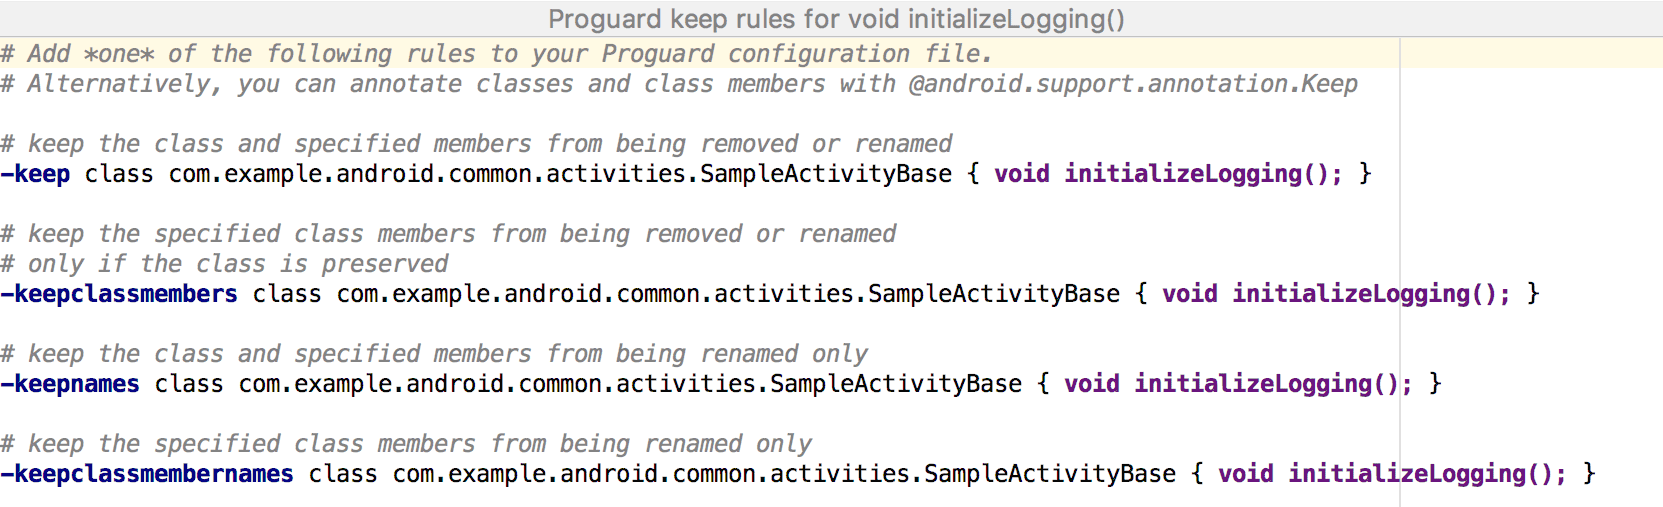 Proguard keep rules for void initializeLogging()
# Add *one* of the following rules to your Proguard configuration file.
# Alternatively, you can annotate classes and class members with @android.support.annotation.Keep
# keep the class and specified members from being removed or renamed
-keep class com.example.android.common.activities.SampleActivityBase { void initializeLogging(); }
# keep the specified class members from being removed or renamed
# only if the class is preserved
-keepclassmembers class com.example.android.common.activities.SampleActivityBase { void initializeLogging(); }
# keep the class and specified members from being renamed only
-keepnames class com.example.android.common.activities.SampleActivityBase { void initializeLogging(); }
# keep the specified class members from being renamed only
-keepclassmembernames class com.example.android.common.activities.SampleActivityBase { void initializeLogging(); }